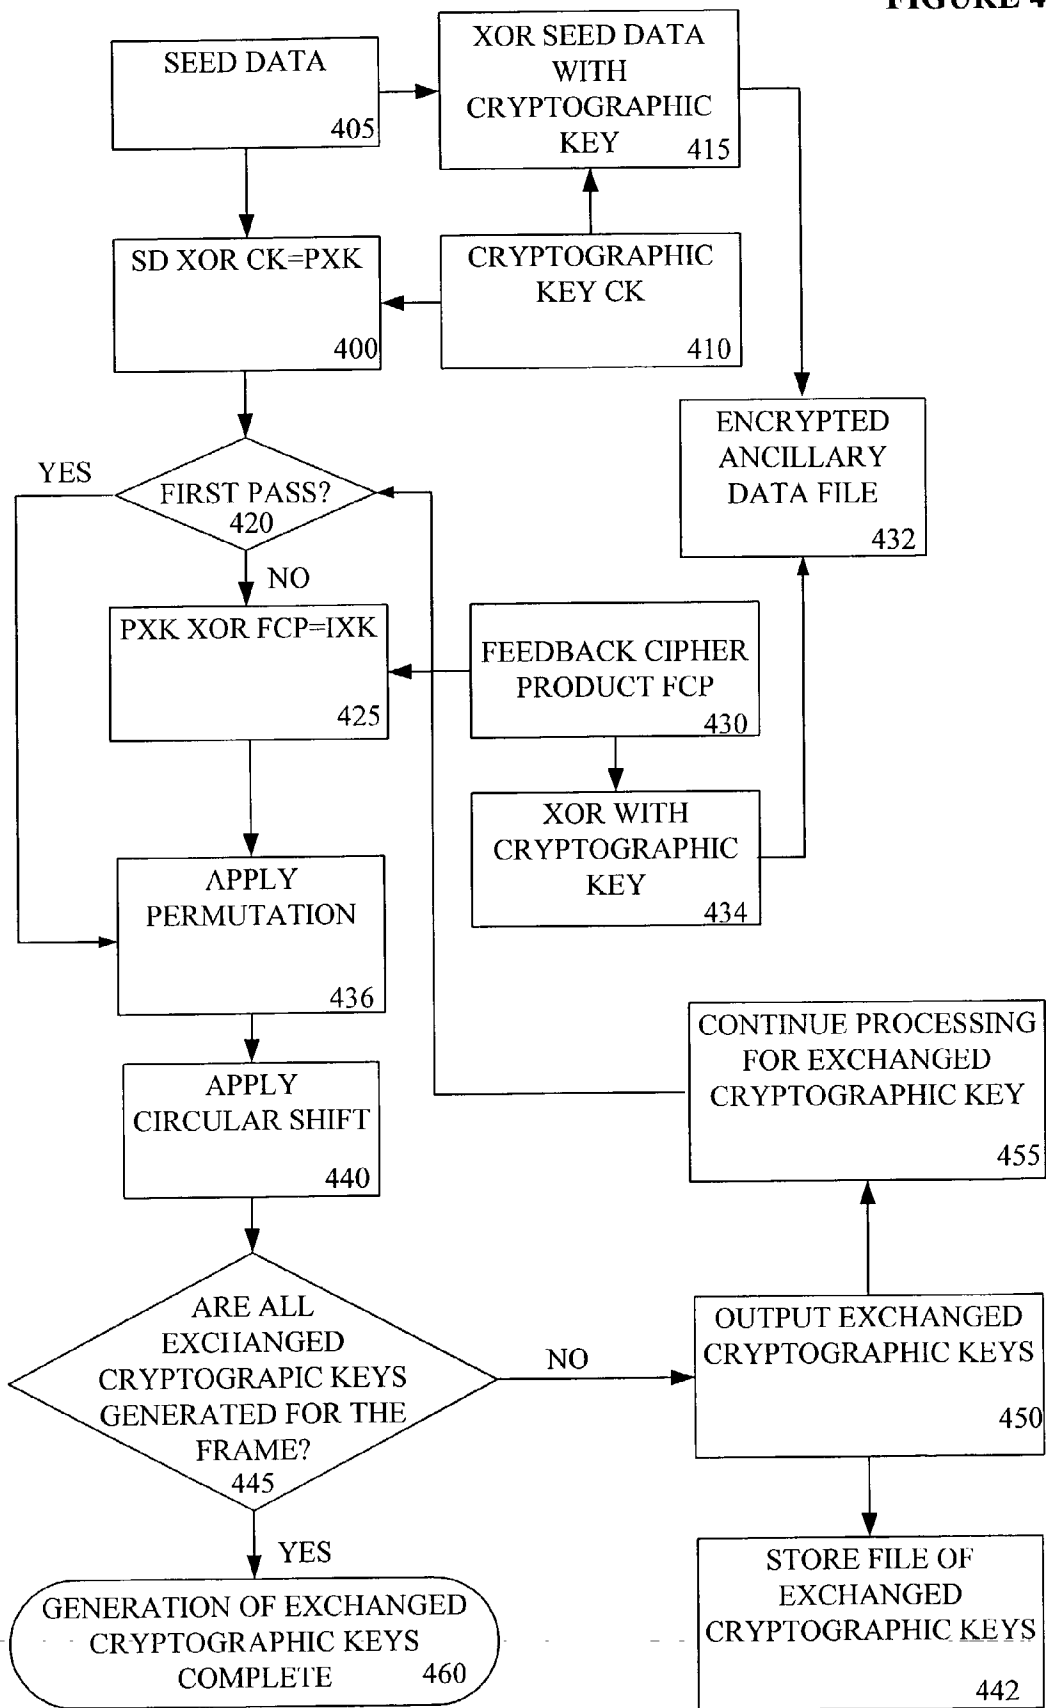 FIGURE 4
SEED DATA
405
XOR SEED DATA
WITH
CRYPTOGRAPHIC
KEY
415
SD XOR CK=PXK
400
CRYPTOGRAPHIC
KEY CK
410
ENCRYPTED
ANCILLARY
DATA FILE
432
YES
FIRST PASS?
420
NO
PXK XOR FCP=IXK
425
FEEDBACK CIPHER
PRODUCT FCP
430
XOR WITH
CRYPTOGRAPHIC
KEY
434
APPLY
PERMUTATION
436
APPLY
CIRCULAR SHIFT
440
CONTINUE PROCESSING
FOR EXCHANGED
CRYPTOGRAPHIC KEY
455
ARE ALL
EXCHANGED
CRYPTOGRAPIC KEYS
GENERATED FOR THE
FRAME?
445
NO
OUTPUT EXCHANGED
CRYPTOGRAPHIC KEYS
450
YES
GENERATION OF EXCHANGED
CRYPTOGRAPHIC KEYS
COMPLETE
460
STORE FILE OF
EXCHANGED
CRYPTOGRAPHIC KEYS
442